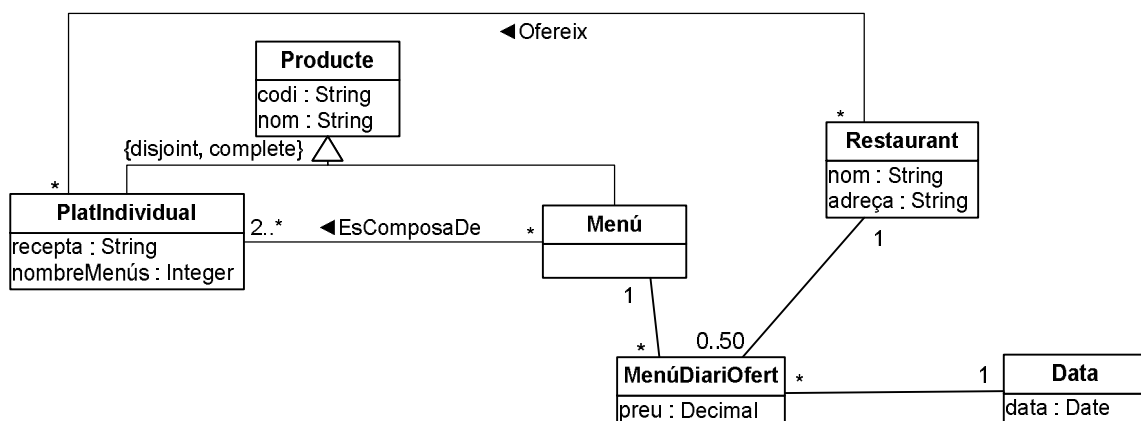 ◄Ofereix
Producte
codi : String
nom : String
{disjoint, complete}
*
Restaurant
nom : String
adreça : String
*
PlatIndividual
recepta : String
nombreMenús : Integer
2..*
◄EsComposaDe
*
Menú
1
1
*
0..50
MenúDiariOfert
preu : Decimal
*
1
Data
data : Date